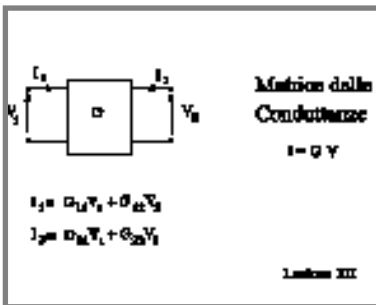 I₁ I₂
V₁ G V₂
Matrice delle
Conduttanze
I = G V
I₁ = G₁₁V₁ + G₁₂V₂
I₂ = G₂₁V₁ + G₂₂V₂
Lezione XII